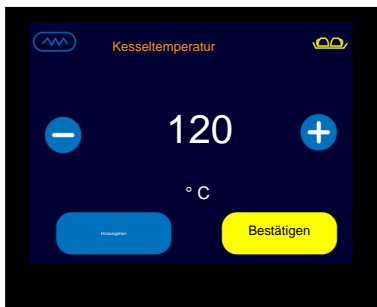 Kesseltemperatur
120
° C
Hinausgehen
Bestätigen